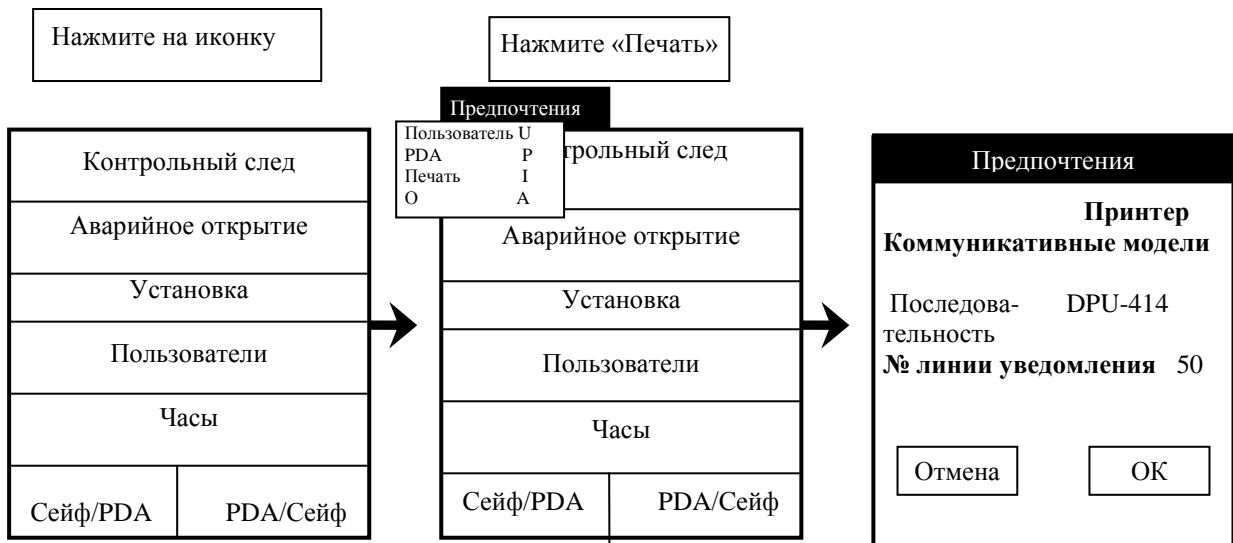 Нажмите на иконку
Нажмите «Печать»
Контрольный след
Аварийное открытие
Установка
Пользователи
Часы
Сейф/PDA
PDA/Сейф
Предпочтения
Пользователь U
PDA P
Печать I
О А
трольный след
Аварийное открытие
Установка
Пользователи
Часы
Сейф/PDA
PDA/Сейф
Предпочтения
Принтер
Коммуникативные модели
Последова- DPU-414
тельность
№ линии уведомления 50
Отмена
ОК